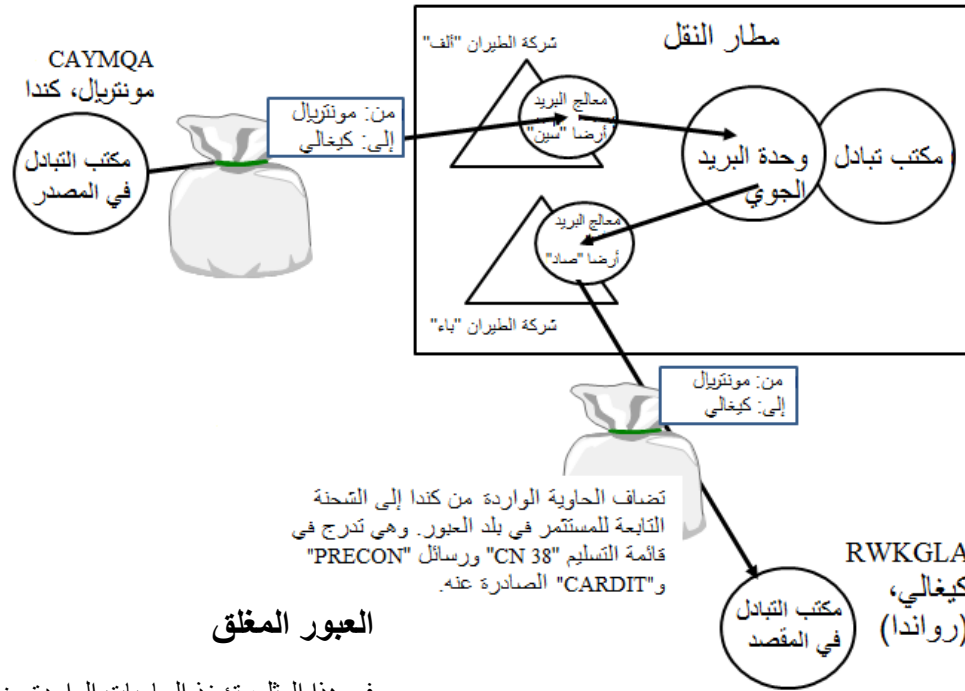 مطار النقل
شركة الطيران "ألف"
CAYMQA
مونتريال، كندا
مكتب التبادل
في المصدر
من: مونتريال
إلى: كيغالي
معالج البريد
أرضا "سين"
وحدة البريد
الجوي
مكتب تبادل
معالج البريد
أرضا "صاد"
شركة الطيران "باء"
من: مونتريال
إلى: كيغالي
تضاف الحاوية الواردة من كندا إلى الشحنة
التابعة للمستثمر في بلد العبور. وهي تدرج في
قائمة التسليم "CN 38" ورسائل "PRECON"
و"CARDIT" الصادرة عنه.
RWKGLA
كيغالي،
(رواندا)
مكتب التبادل
في المقصد
العبور المغلق